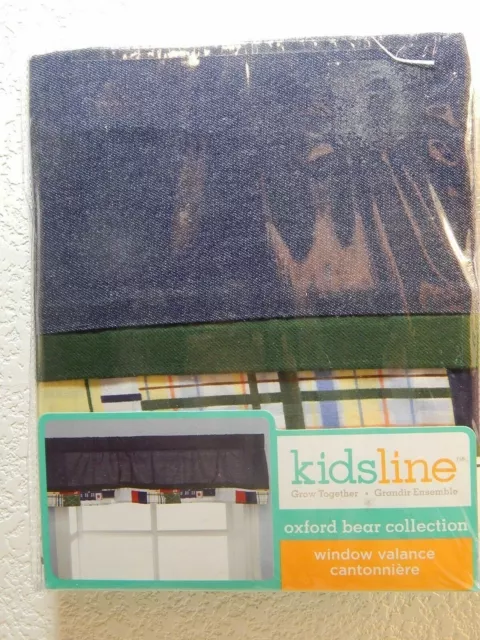 kidsline
Grow Together • Grandir Ensemble
oxford bear collection
window valance
cantonnière